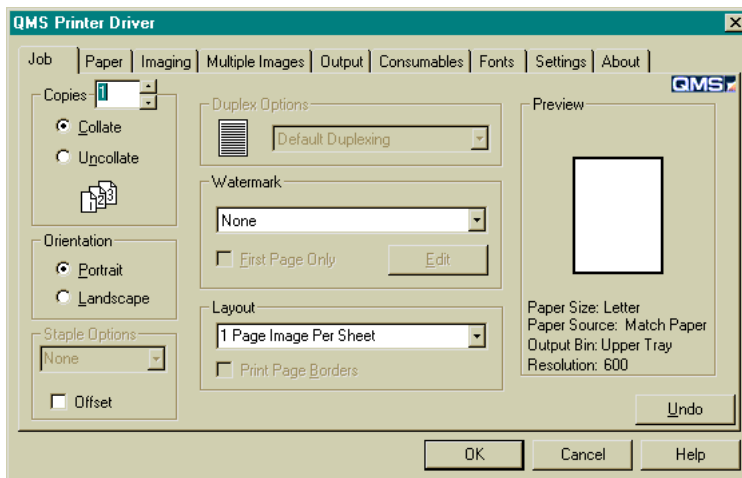 QMS Printer Driver
Job Paper Imaging Multiple Images Output Consumables Fonts Settings About
QMS
Copies 1
Collate
Uncollate
1 2 3
Orientation
Portrait
Landscape
Staple Options
None
Offset
Duplex Options
Default Duplexing
Watermark
None
First Page Only Edit
Layout
1 Page Image Per Sheet
Print Page Borders
Preview
Paper Size: Letter
Paper Source: Match Paper
Output Bin: Upper Tray
Resolution: 600
Undo
OK Cancel Help